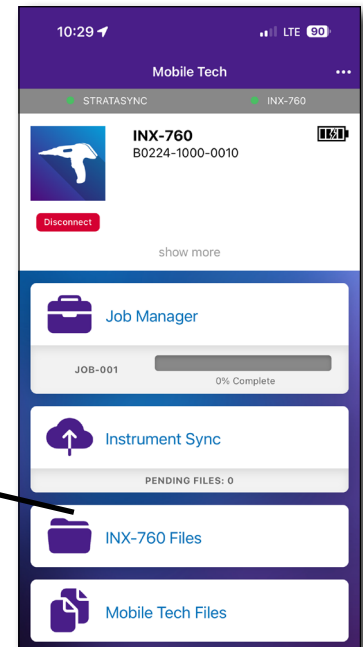 10:29 LTE 90
Mobile Tech
STRATASYNC INX-760
INX-760
B0224-1000-0010
Disconnect
show more
Job Manager
JOB-001
0% Complete
Instrument Sync
PENDING FILES: 0
INX-760 Files
Mobile Tech Files